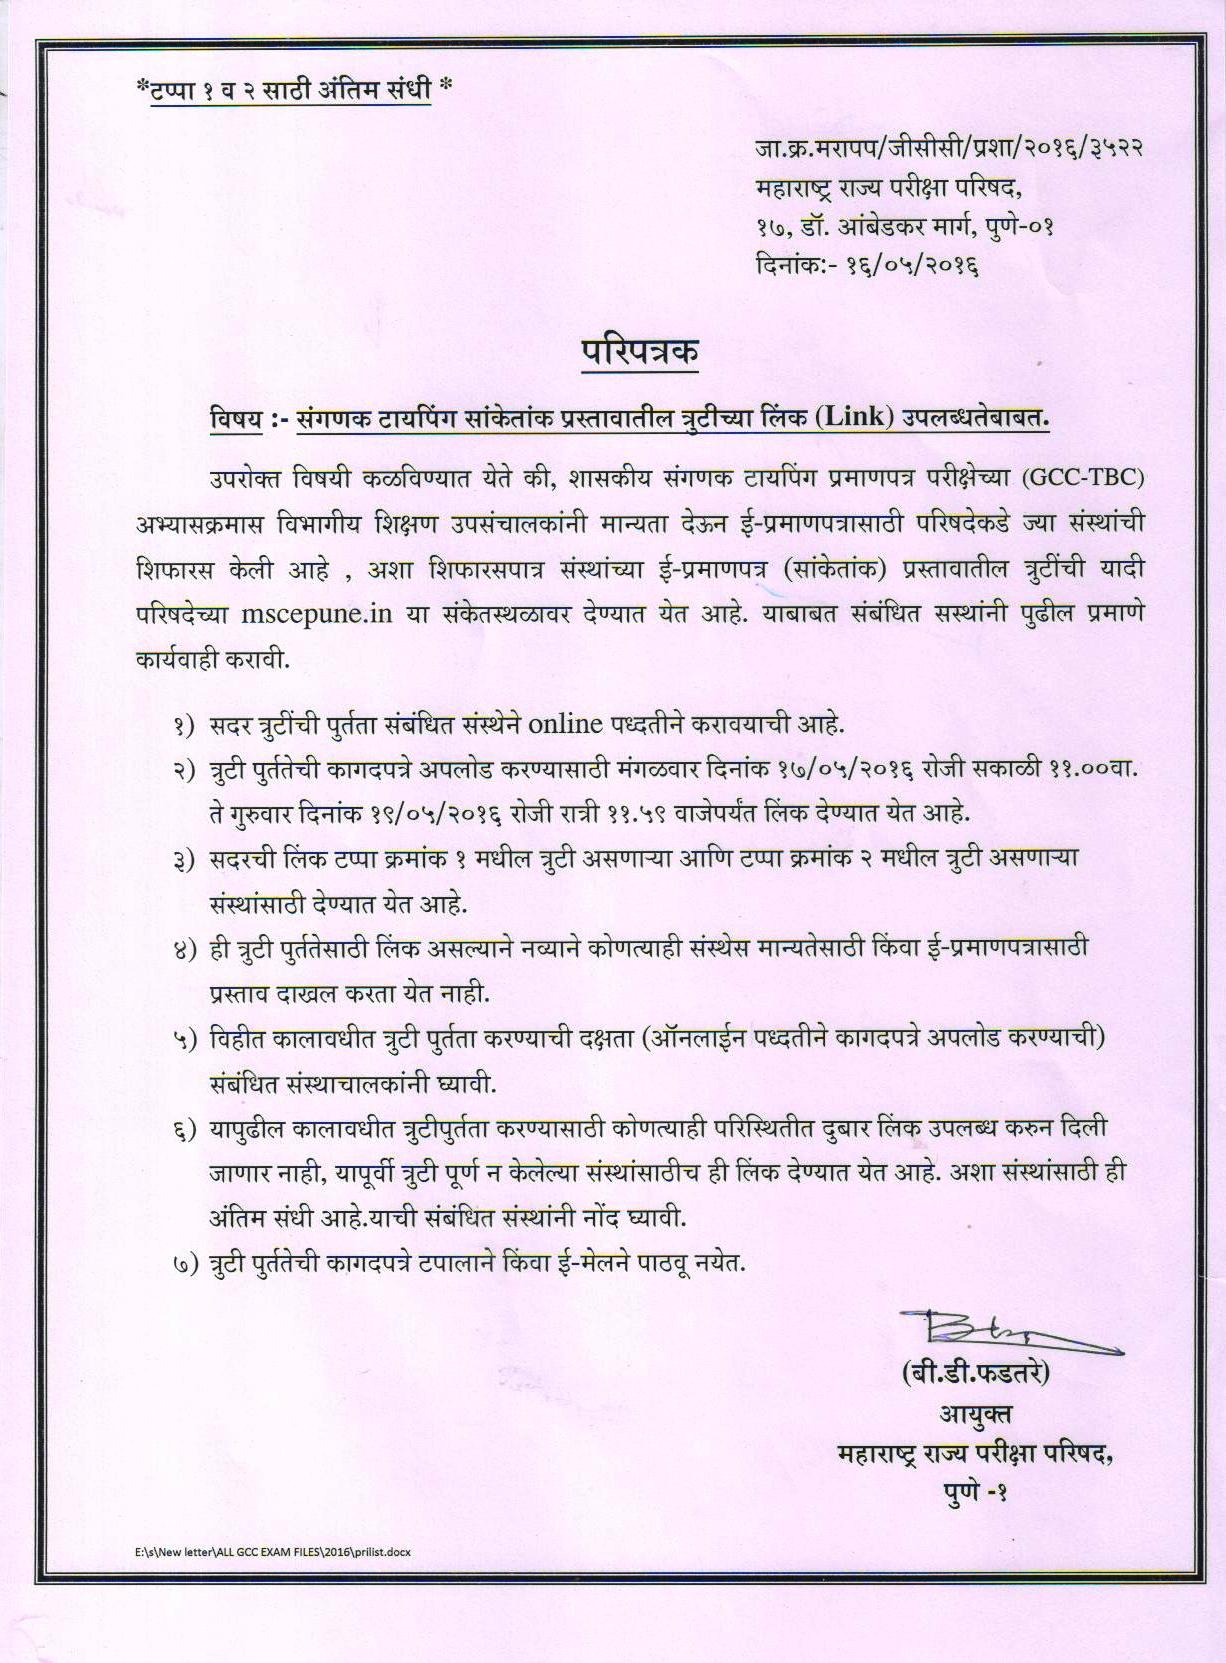 *टप्पा १ व २ साठी अंतिम संधी *
जा.क्र.मरापप/जीसीसी/प्रशा/२०१६/३५२२
महाराष्ट्र राज्य परीक्षा परिषद,
१७, डॉ. आंबेडकर मार्ग, पुणे-०१
दिनांक:- १६/०५/२०१६
परिपत्रक
विषय :- संगणक टायपिंग सांकेतांक प्रस्तावातील त्रुटीच्या लिंक (Link) उपलब्धतेबाबत.
उपरोक्त विषयी कळविण्यात येते की, शासकीय संगणक टायपिंग प्रमाणपत्र परीक्षेच्या (GCC-TBC)
अभ्यासक्रमास विभागीय शिक्षण उपसंचालकांनी मान्यता देऊन ई-प्रमाणपत्रासाठी परिषदेकडे ज्या संस्थांची
शिफारस केली आहे , अशा शिफारसपात्र संस्थांच्या ई-प्रमाणपत्र (सांकेतांक) प्रस्तावातील त्रुटींची यादी
परिषदेच्या mscepune.in या संकेतस्थळावर देण्यात येत आहे. याबाबत संबंधित सस्थांनी पुढील प्रमाणे
कार्यवाही करावी.
१) सदर त्रुटींची पुर्तता संबंधित संस्थेने online पध्दतीने करावयाची आहे.
२) त्रुटी पुर्ततेची कागदपत्रे अपलोड करण्यासाठी मंगळवार दिनांक १७/०५/२०१६ रोजी सकाळी ११.००वा.
ते गुरुवार दिनांक १९/०५/२०१६ रोजी रात्री ११.५९ वाजेपर्यंत लिंक देण्यात येत आहे.
३) सदरची लिंक टप्पा क्रमांक १ मधील त्रुटी असणाऱ्या आणि टप्पा क्रमांक २ मधील त्रुटी असणाऱ्या
संस्थांसाठी देण्यात येत आहे.
४) ही त्रुटी पुर्ततेसाठी लिंक असल्याने नव्याने कोणत्याही संस्थेस मान्यतेसाठी किंवा ई-प्रमाणपत्रासाठी
प्रस्ताव दाखल करता येत नाही.
५) विहीत कालावधीत त्रुटी पुर्तता करण्याची दक्षता (ऑनलाईन पध्दतीने कागदपत्रे अपलोड करण्याची)
संबंधित संस्थाचालकांनी घ्यावी.
६) यापुढील कालावधीत त्रुटीपुर्तता करण्यासाठी कोणत्याही परिस्थितीत दुबार लिंक उपलब्ध करुन दिली
जाणार नाही, यापूर्वी त्रुटी पूर्ण न केलेल्या संस्थांसाठीच ही लिंक देण्यात येत आहे. अशा संस्थांसाठी ही
अंतिम संधी आहे.याची संबंधित संस्थांनी नोंद घ्यावी.
७) त्रुटी पुर्ततेची कागदपत्रे टपालाने किंवा ई-मेलने पाठवू नयेत.
(बी.डी.फडतरे)
आयुक्त
महाराष्ट्र राज्य परीक्षा परिषद,
पुणे -१
E:\s\New letter\ALL GCC EXAM FILES\2016\prilist.docx